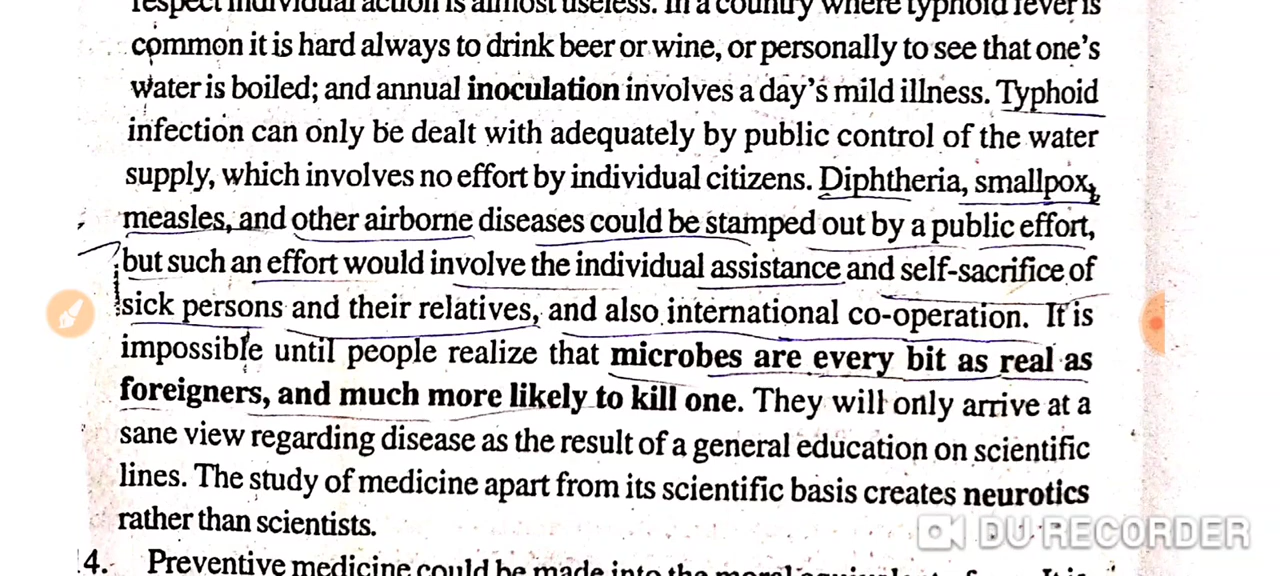 respect individual action is almost useless. In a country where typhoid fever is
common it is hard always to drink beer or wine, or personally to see that one's
water is boiled; and annual inoculation involves a day's mild illness. Typhoid
infection can only be dealt with adequately by public control of the water
supply, which involves no effort by individual citizens. Diphtheria, smallpox,
measles, and other airborne diseases could be stamped out by a public effort,
but such an effort would involve the individual assistance and self-sacrifice of
sick persons and their relatives, and also international co-operation. It is
impossible until people realize that microbes are every bit as real as
foreigners, and much more likely to kill one. They will only arrive at a
sane view regarding disease as the result of a general education on scientific
lines. The study of medicine apart from its scientific basis creates neurotics
rather than scientists.
DU RECORDER
4. Preventive medicine could be made into the moral equivalent of war. It is